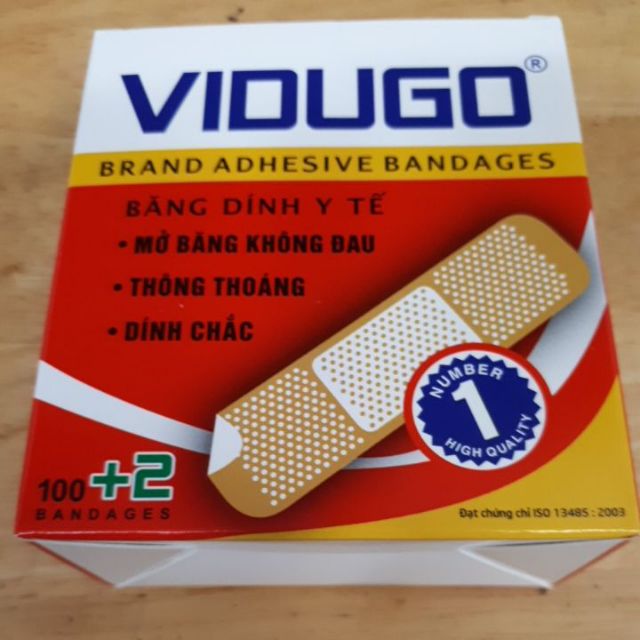 VIDUGO®
BRAND ADHESIVE BANDAGES
BĂNG DÍNH Y TẾ
• MỞ BĂNG KHÔNG ĐAU
• THÔNG THOÁNG
• DÍNH CHẮC
NUMBER
1
HIGH QUALITY
100 +2
BANDAGES
Đạt chứng chỉ ISO 13485 : 2003